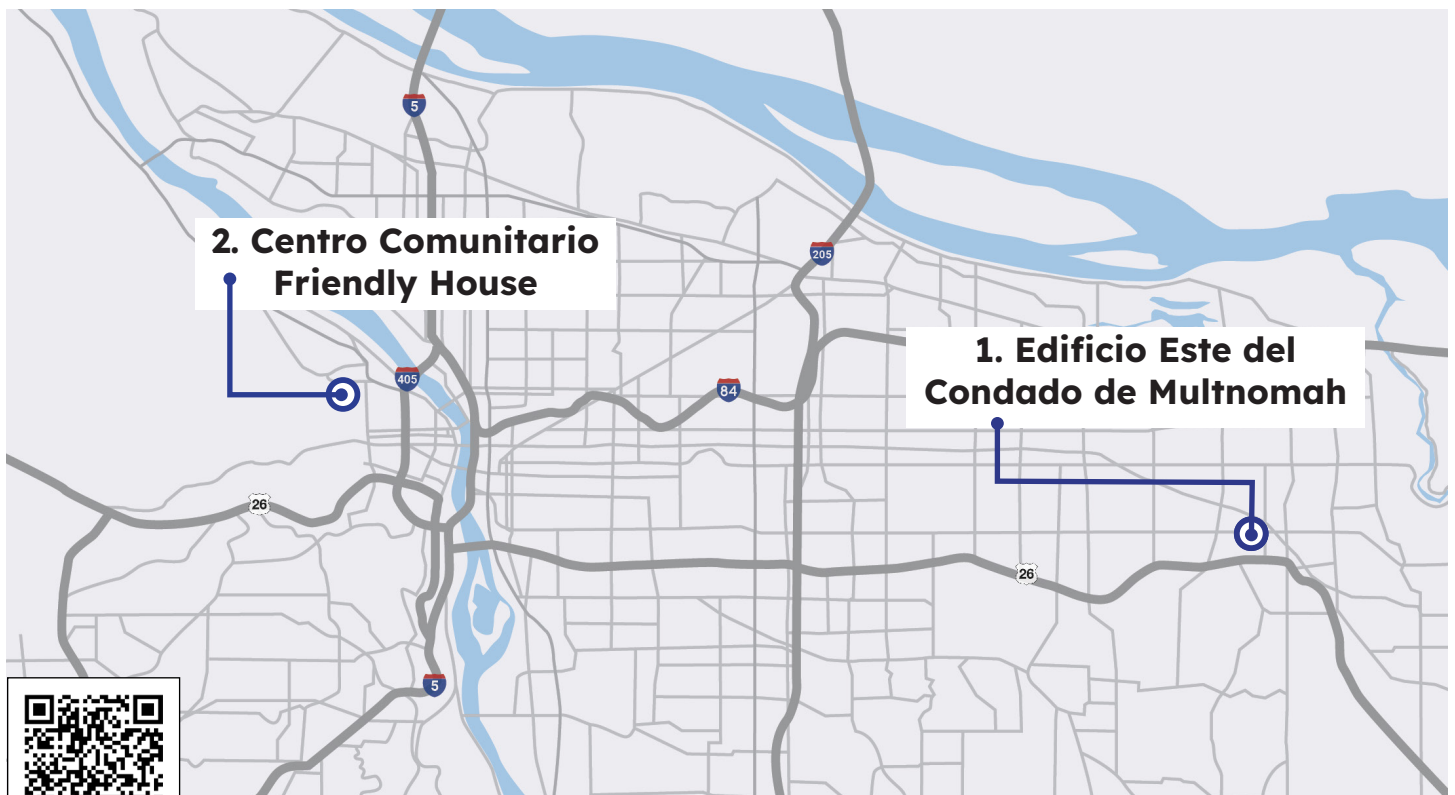 5
2. Centro Comunitario
Friendly House
205
1. Edificio Este del
Condado de Multnomah
405
84
26
26
5